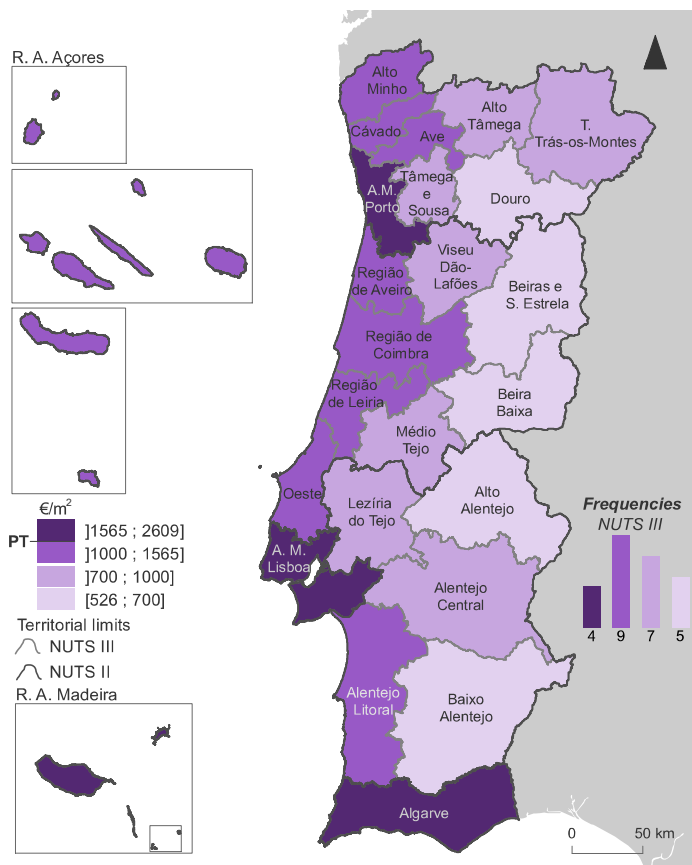 R. A. Açores
Alto
Minho
Cávado
Ave
Alto
Tâmega
T.
Trás-os-Montes
A.M.
Porto
Tâmega
e
Sousa
Douro
Região
de Aveiro
Viseu
Dão-
Lafões
Beiras e
S. Estrela
Região de
Coimbra
Região
de Leiria
Beira
Baixa
Médio
Tejo
Oeste
Lezíria
do Tejo
Alto
Alentejo
A. M.
Lisboa
Alentejo
Central
Alentejo
Litoral
Baixo
Alentejo
Algarve
€/m²
PT
]1565 ; 2609]
]1000 ; 1565]
]700 ; 1000]
[526 ; 700]
Territorial limits
NUTS III
NUTS II
R. A. Madeira
Frequencies
NUTS III
4 9 7 5
0 50 km